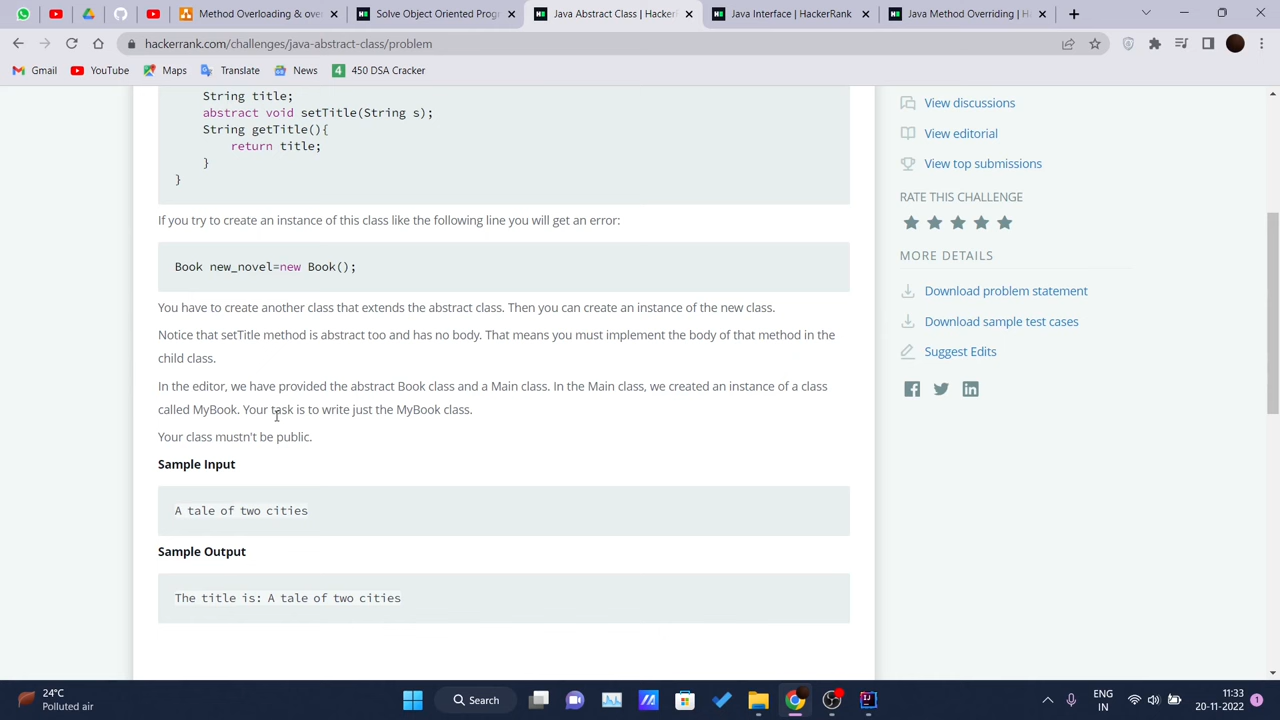 Method Overloading & over
Solve Object Oriented Progr
Java Abstract Class | HackerR
Java Interface | HackerRank
Java Method Overriding | Ha
hackerrank.com/challenges/java-abstract-class/problem
Gmail
YouTube
Maps
Translate
News
4 450 DSA Cracker
String title;
abstract void setTitle(String s);
String getTitle(){
return title;
}
}
If you try to create an instance of this class like the following line you will get an error:
Book new_novel=new Book();
You have to create another class that extends the abstract class. Then you can create an instance of the new class.
Notice that setTitle method is abstract too and has no body. That means you must implement the body of that method in the
child class.
In the editor, we have provided the abstract Book class and a Main class. In the Main class, we created an instance of a class
called MyBook. Your task is to write just the MyBook class.
Your class mustn't be public.
Sample Input
A tale of two cities
Sample Output
The title is: A tale of two cities
View discussions
View editorial
View top submissions
RATE THIS CHALLENGE
MORE DETAILS
Download problem statement
Download sample test cases
Suggest Edits
24°C
Polluted air
Search
ENG
IN
11:33
20-11-2022
1